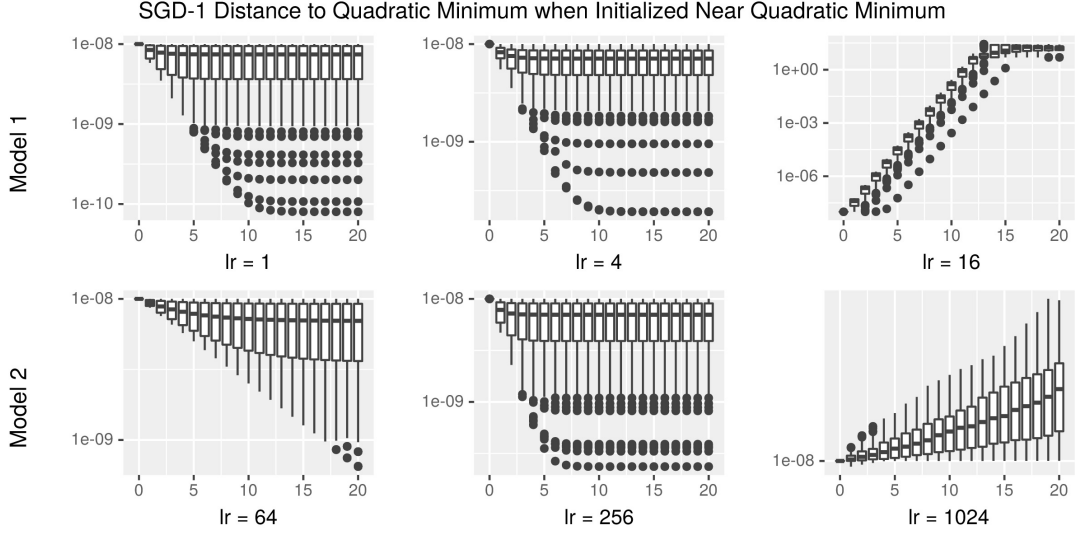 SGD-1 Distance to Quadratic Minimum when Initialized Near Quadratic Minimum
Model 1
1e-08
1e-09
1e-10
0 5 10 15 20
lr = 1
1e-08
1e-09
0 5 10 15 20
lr = 4
1e+00
1e-03
1e-06
0 5 10 15 20
lr = 16
Model 2
1e-08
1e-09
0 5 10 15 20
lr = 64
1e-08
1e-09
0 5 10 15 20
lr = 256
1e-08
0 5 10 15 20
lr = 1024